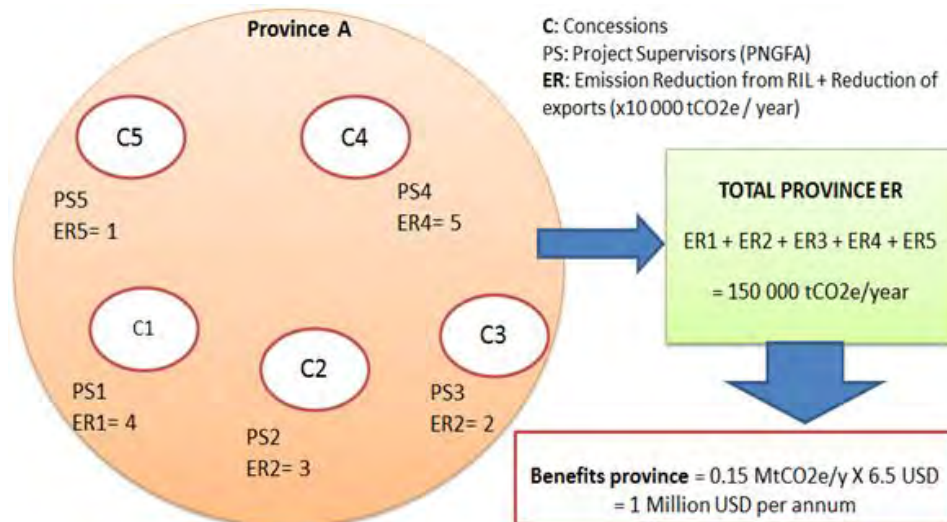 Province A
C5
PS5
ER5= 1
C4
PS4
ER4= 5
C1
PS1
ER1= 4
C2
PS2
ER2= 3
C3
PS3
ER2= 2
C: Concessions
PS: Project Supervisors (PNGFA)
ER: Emission Reduction from RIL + Reduction of
exports (x10 000 tCO2e / year)
TOTAL PROVINCE ER
ER1 + ER2 + ER3 + ER4 + ER5
= 150 000 tCO2e/year
Benefits province = 0.15 MtCO2e/y X 6.5 USD
= 1 Million USD per annum